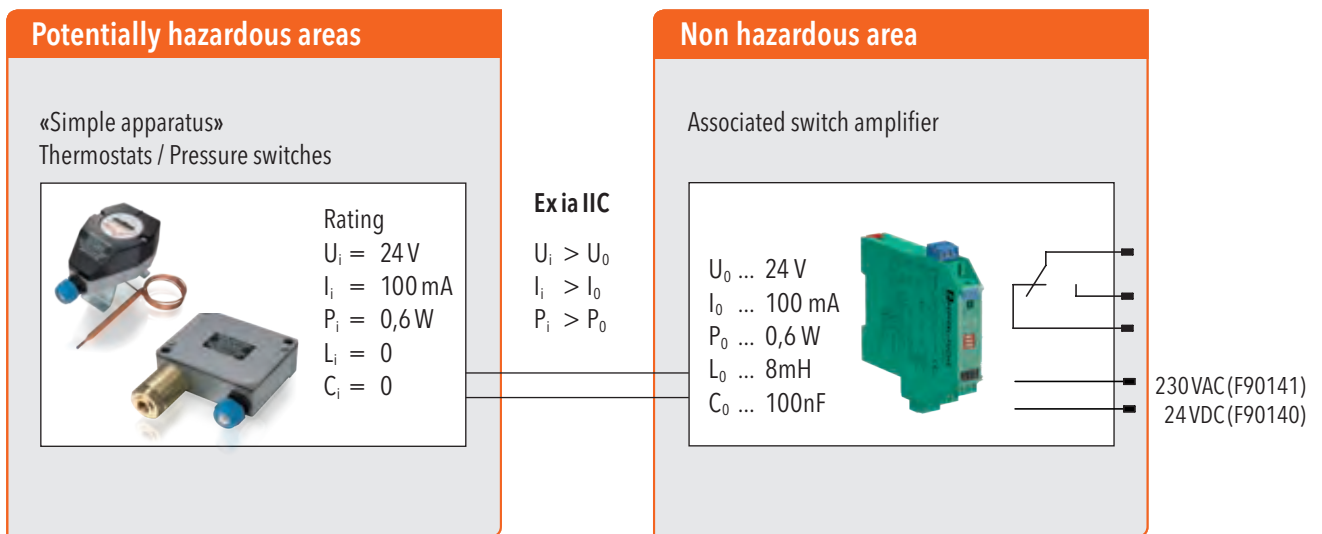 Potentially hazardous areas
«Simple apparatus»
Thermostats / Pressure switches
Rating
Uᵢ = 24 V
Iᵢ = 100 mA
Pᵢ = 0,6 W
Lᵢ = 0
Cᵢ = 0
Ex ia IIC
Uᵢ > U₀
Iᵢ > I₀
Pᵢ > P₀
Non hazardous area
Associated switch amplifier
U₀ ... 24 V
I₀ ... 100 mA
P₀ ... 0,6 W
L₀ ... 8mH
C₀ ... 100nF
230 VAC (F90141)
24 VDC (F90140)